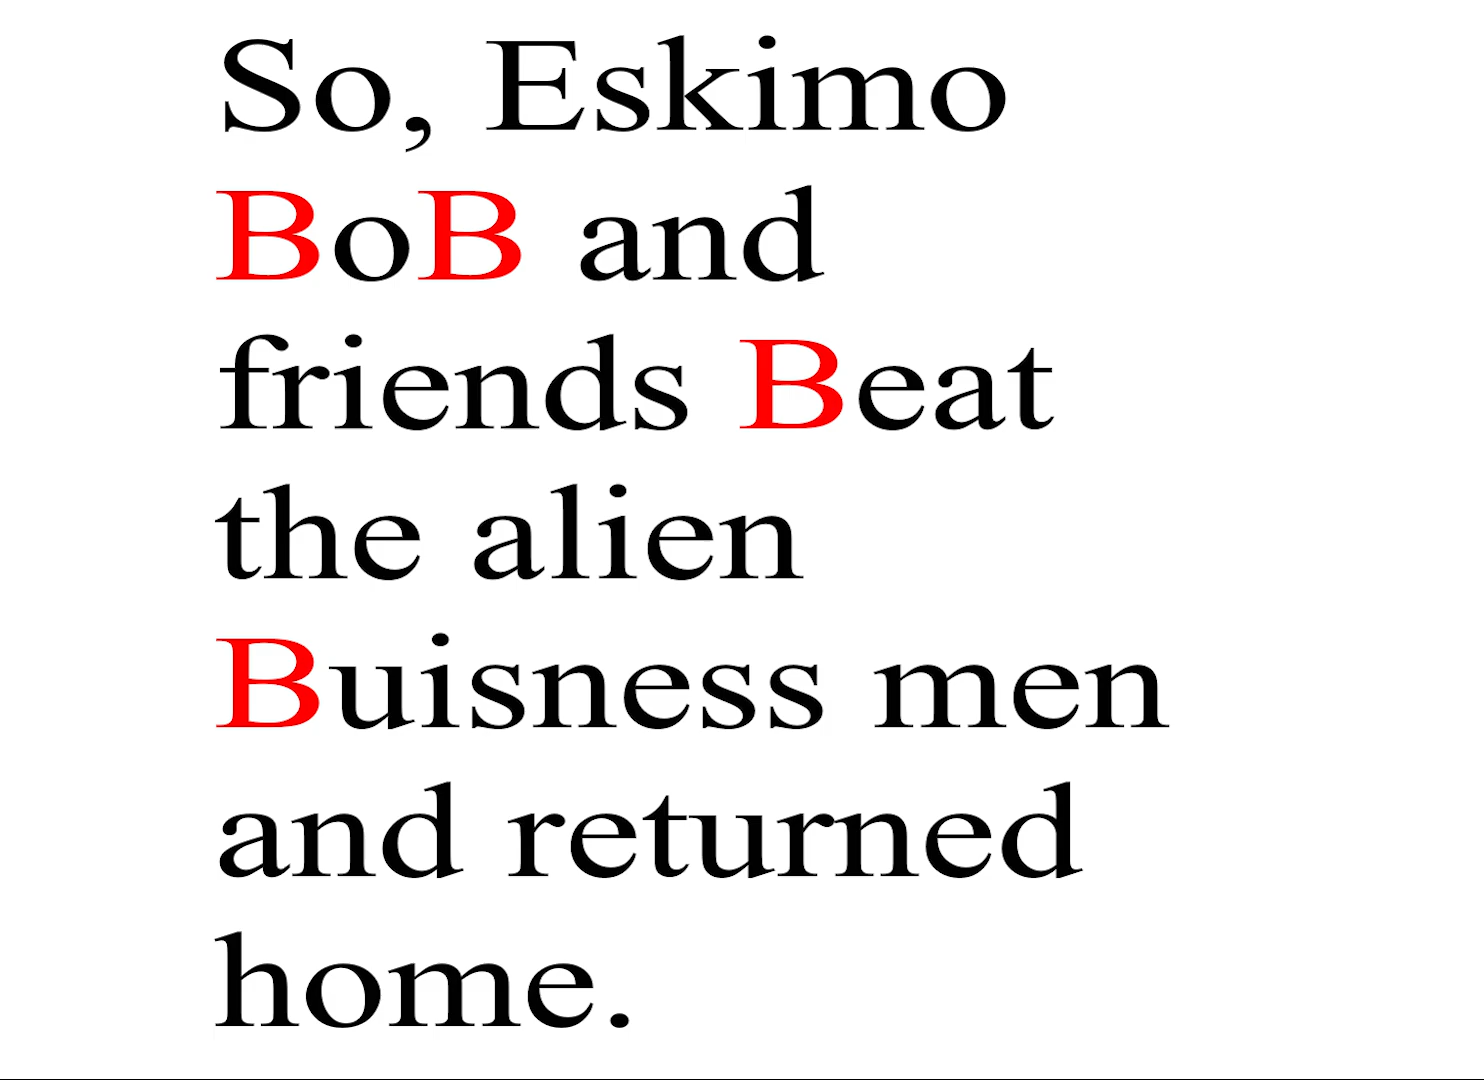 So, Eskimo
BoB and
friends Beat
the alien
Buisness men
and returned
home.